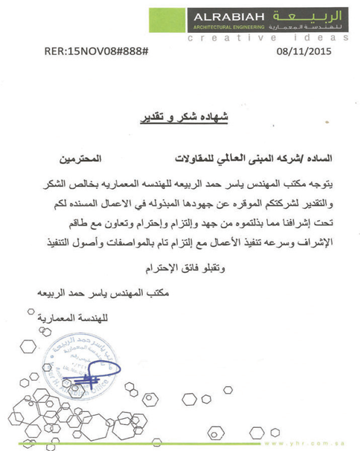 ALRABIAH الربيعة
ARCHITECTURAL ENGINEERING للهندسة المعمارية
creative ideas
RER:15NOV08#888# 08/11/2015
شهاده شكر و تقدير
الساده /شركه المبنى العالمي للمقاولات المحترمين
يتوجه مكتب المهندس ياسر حمد الربيعه للهندسه المعماريه بخالص الشكر
والتقدير لشركتكم الموقره عن جهودها المبذوله في الاعمال المسنده لكم
تحت إشرافنا مما بذلتموه من جهد وإلتزام وإحترام وتعاون مع طاقم
الإشراف وسرعه تنفيذ الأعمال مع إلتزام تام بالمواصفات وأصول التنفيذ
وتقبلو فائق الإحترام
مكتب المهندس ياسر حمد الربيعه
للهندسة المعمارية
www.yhr.com.sa